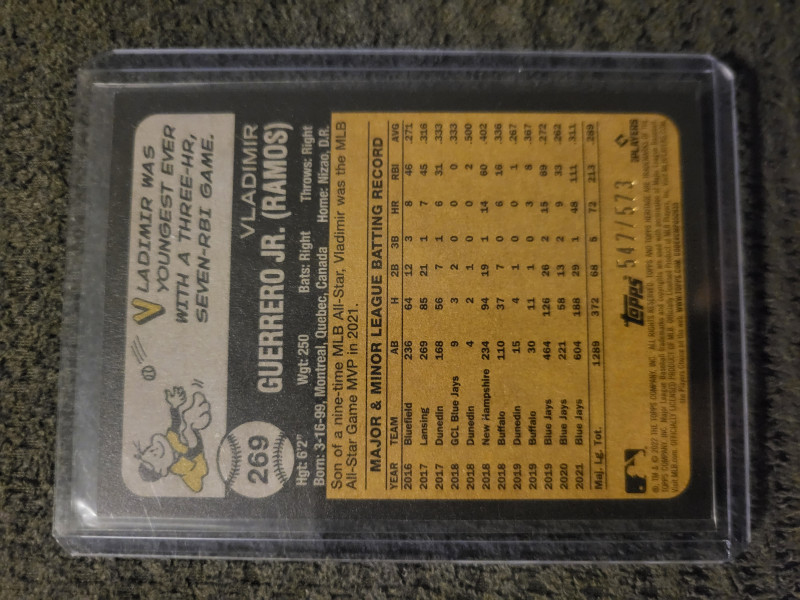 VLADIMIR WAS
YOUNGEST EVER
WITH A THREE-HR,
SEVEN-RBI GAME.
269
VLADIMIR
GUERRERO JR. (RAMOS)
Hgt: 6'2" Wgt: 250 Bats: Right Throws: Right
Born: 3-16-99, Montreal, Quebec, Canada Home: Nizao, D.R.
Son of a nine-time MLB All-Star, Vladimir was the MLB
All-Star Game MVP in 2021.
MAJOR & MINOR LEAGUE BATTING RECORD
YEAR TEAM AB H 2B 3B HR RBI AVG
2016 Bluefield 236 64 12 3 8 46 .271
2017 Lansing 269 85 21 1 7 45 .316
2017 Dunedin 168 56 7 1 6 31 .333
2018 GCL Blue Jays 9 3 2 0 0 0 .333
2018 Dunedin 4 2 1 0 0 2 .500
2018 New Hampshire 234 94 19 1 14 60 .402
2018 Buffalo 110 37 7 0 6 16 .336
2019 Dunedin 15 4 1 0 0 1 .267
2019 Buffalo 30 11 1 0 3 8 .367
2019 Blue Jays 464 126 26 2 15 69 .272
2020 Blue Jays 221 58 13 2 9 33 .262
2021 Blue Jays 604 188 29 1 48 111 .311
Maj. Lg. Tot. 1289 372 68 5 72 213 .289
Topps
547/573
PLAYERS